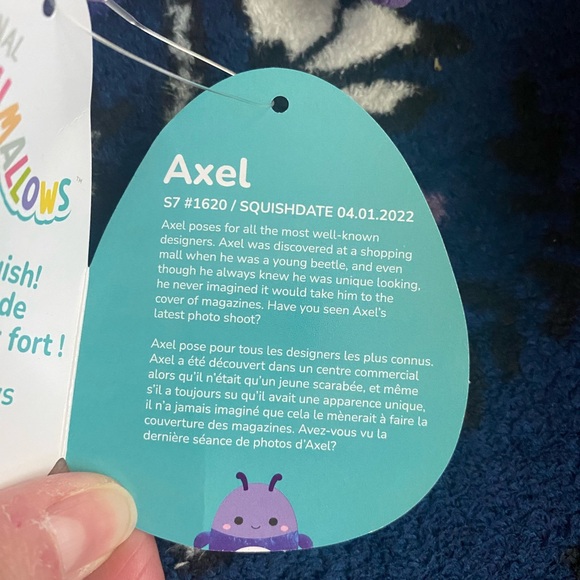 NAL
MALLOWS™
uish!
de
fort !
s
Axel
S7 #1620 / SQUISHDATE 04.01.2022
Axel poses for all the most well-known
designers. Axel was discovered at a shopping
mall when he was a young beetle, and even
though he always knew he was unique looking,
he never imagined it would take him to the
cover of magazines. Have you seen Axel's
latest photo shoot?
Axel pose pour tous les designers les plus connus.
Axel a été découvert dans un centre commercial
alors qu'il n'était qu'un jeune scarabée, et même
s'il a toujours su qu'il avait une apparence unique,
il n'a jamais imaginé que cela le mènerait à faire la
couverture des magazines. Avez-vous vu la
dernière séance de photos d'Axel?